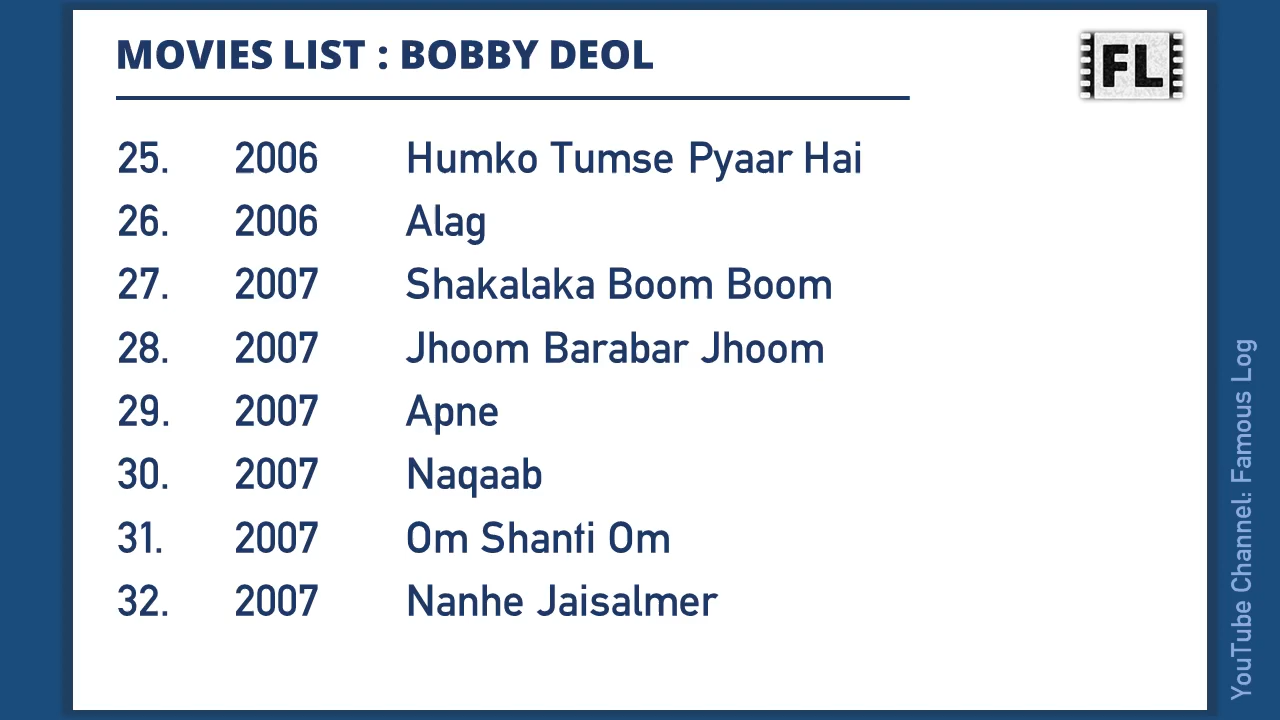 MOVIES LIST : BOBBY DEOL
FL
25. 2006 Humko Tumse Pyaar Hai
26. 2006 Alag
27. 2007 Shakalaka Boom Boom
28. 2007 Jhoom Barabar Jhoom
29. 2007 Apne
30. 2007 Naqaab
31. 2007 Om Shanti Om
32. 2007 Nanhe Jaisalmer
YouTube Channel: Famous Log